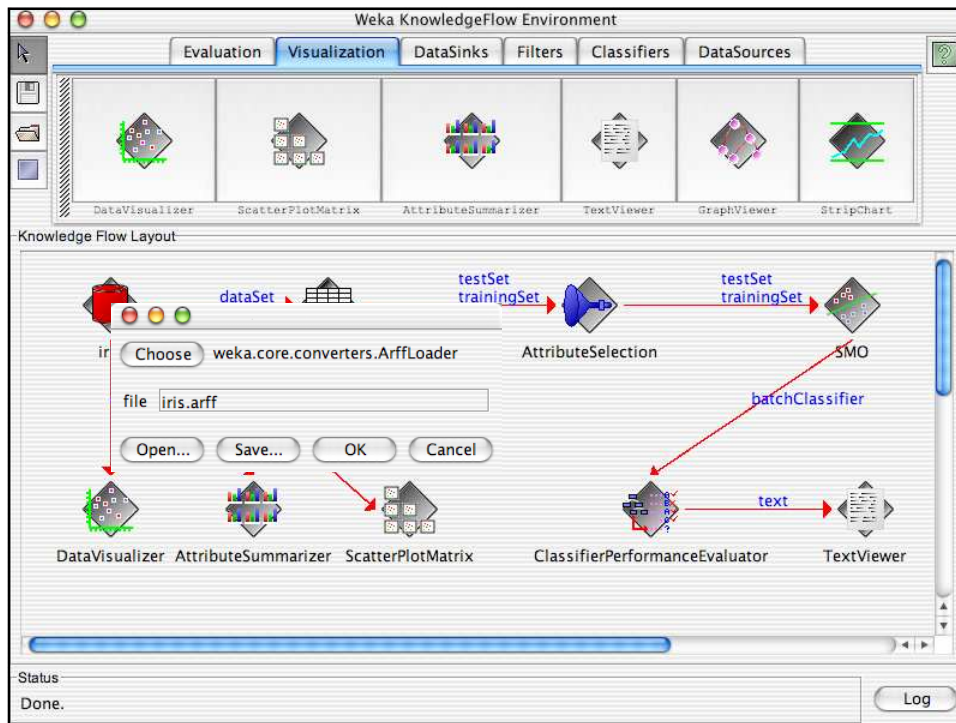 Weka KnowledgeFlow Environment
Evaluation
Visualization
DataSinks
Filters
Classifiers
DataSources
?
DataVisualizer
ScatterPlotMatrix
AttributeSummarizer
TextViewer
GraphViewer
StripChart
Knowledge Flow Layout
dataSet
testSet
trainingSet
testSet
trainingSet
AttributeSelection
SMO
Choose
weka.core.converters.ArffLoader
file
iris.arff
batchClassifier
Open...
Save...
OK
Cancel
text
DataVisualizer
AttributeSummarizer
ScatterPlotMatrix
ClassifierPerformanceEvaluator
TextViewer
Status
Done.
Log